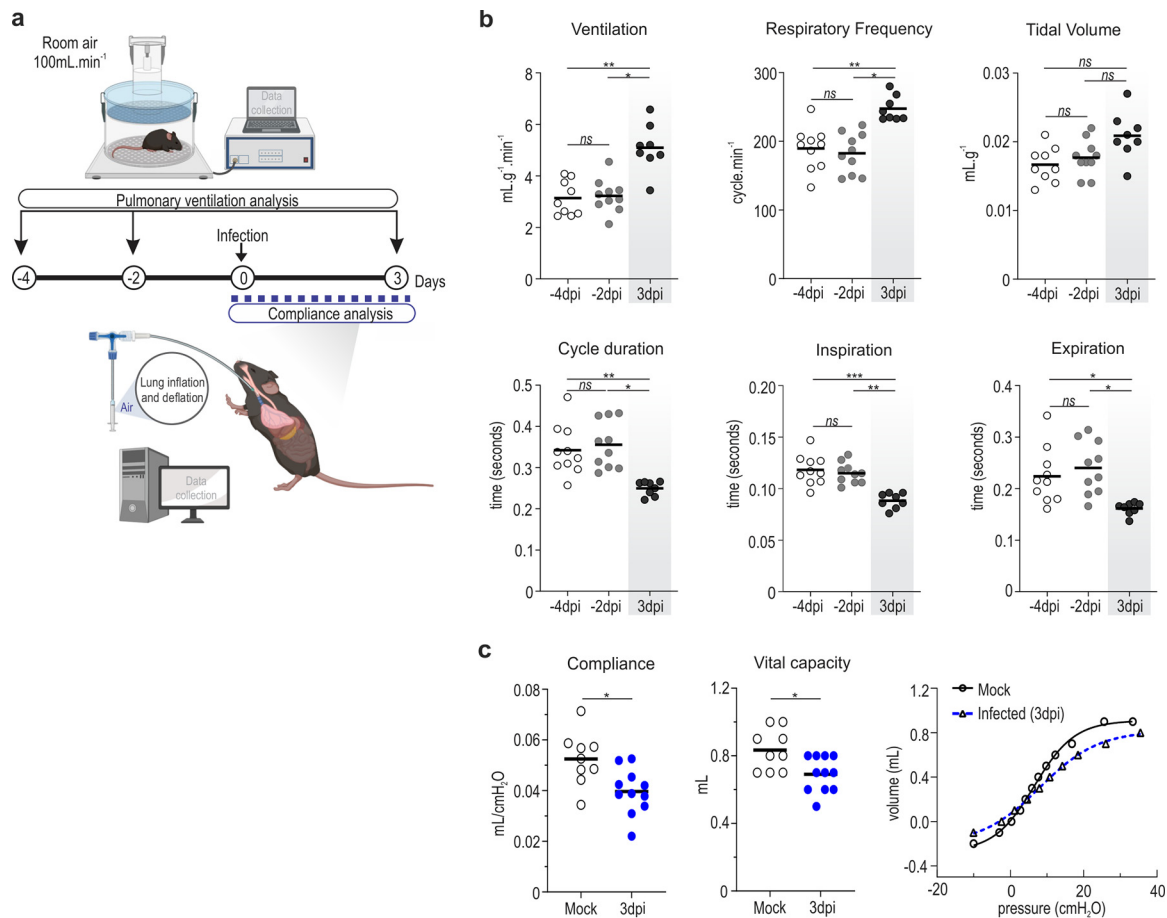 a
Room air
100mL.min⁻¹
Data
collection
Pulmonary ventilation analysis
Infection
-4
-2
0
3
Days
Compliance analysis
Lung inflation
and deflation
Air
Data
collection
b
Ventilation
**
*
ns
8
6
4
2
0
mL.g⁻¹.min⁻¹
-4dpi
-2dpi
3dpi
Respiratory Frequency
**
ns
*
300
200
100
0
cycle.min⁻¹
-4dpi
-2dpi
3dpi
Tidal Volume
ns
ns
ns
0.03
0.02
0.01
0
mL.g⁻¹
-4dpi
-2dpi
3dpi
Cycle duration
**
ns
*
0.5
0.4
0.3
0.2
0.1
0
time (seconds)
-4dpi
-2dpi
3dpi
Inspiration
***
**
ns
0.20
0.15
0.10
0.05
0
time (seconds)
-4dpi
-2dpi
3dpi
Expiration
*
ns
*
0.4
0.3
0.2
0.1
0
time (seconds)
-4dpi
-2dpi
3dpi
c
Compliance
*
0.08
0.06
0.04
0.02
0
mL/cmH₂O
Mock
3dpi
Vital capacity
*
1.2
0.8
0.4
0
mL
Mock
3dpi
Mock
Infected (3dpi)
1.2
0.8
0.4
0.0
-0.4
volume (mL)
-20
0
20
40
pressure (cmH₂O)